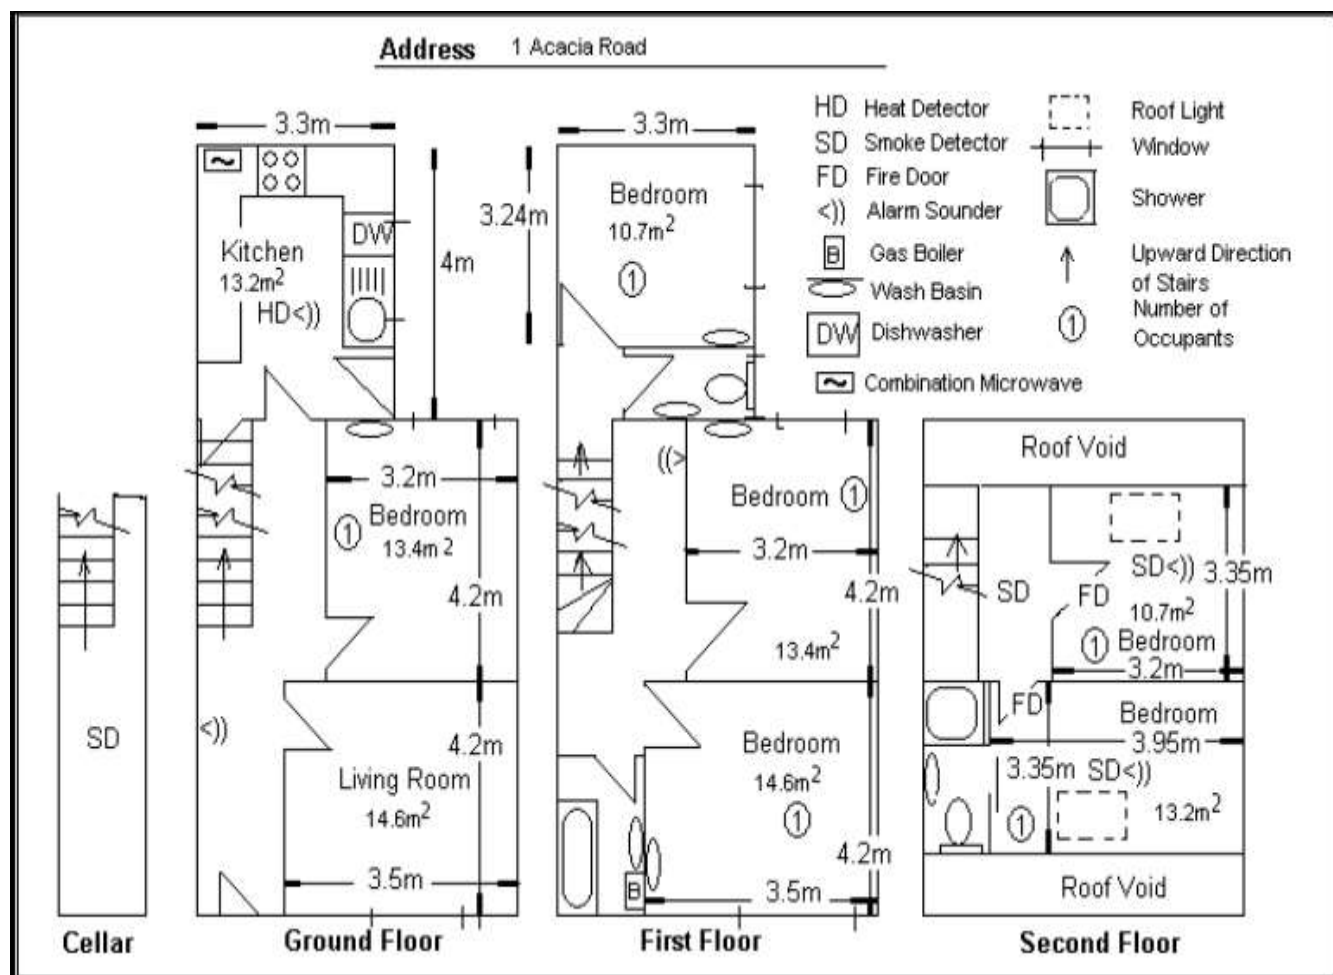 Address 1 Acacia Road
HD Heat Detector
SD Smoke Detector
FD Fire Door
<)) Alarm Sounder
B Gas Boiler
Wash Basin
DW Dishwasher
~ Combination Microwave
Roof Light
Window
Shower
Upward Direction
of Stairs
1 Number of
Occupants
SD
Cellar
3.3m
4m
DW
Kitchen
13.2m²
HD<))
3.2m
1 Bedroom
13.4m²
4.2m
<))
4.2m
Living Room
14.6m²
3.5m
Ground Floor
3.3m
3.24m
Bedroom
10.7m²
1
((>
Bedroom 1
3.2m
4.2m
13.4m²
Bedroom
14.6m²
1
4.2m
B
3.5m
First Floor
Roof Void
SD<))
3.35m
SD
FD
10.7m²
1 Bedroom
3.2m
FD
Bedroom
3.95m
3.35m
SD<))
13.2m²
1
Roof Void
Second Floor